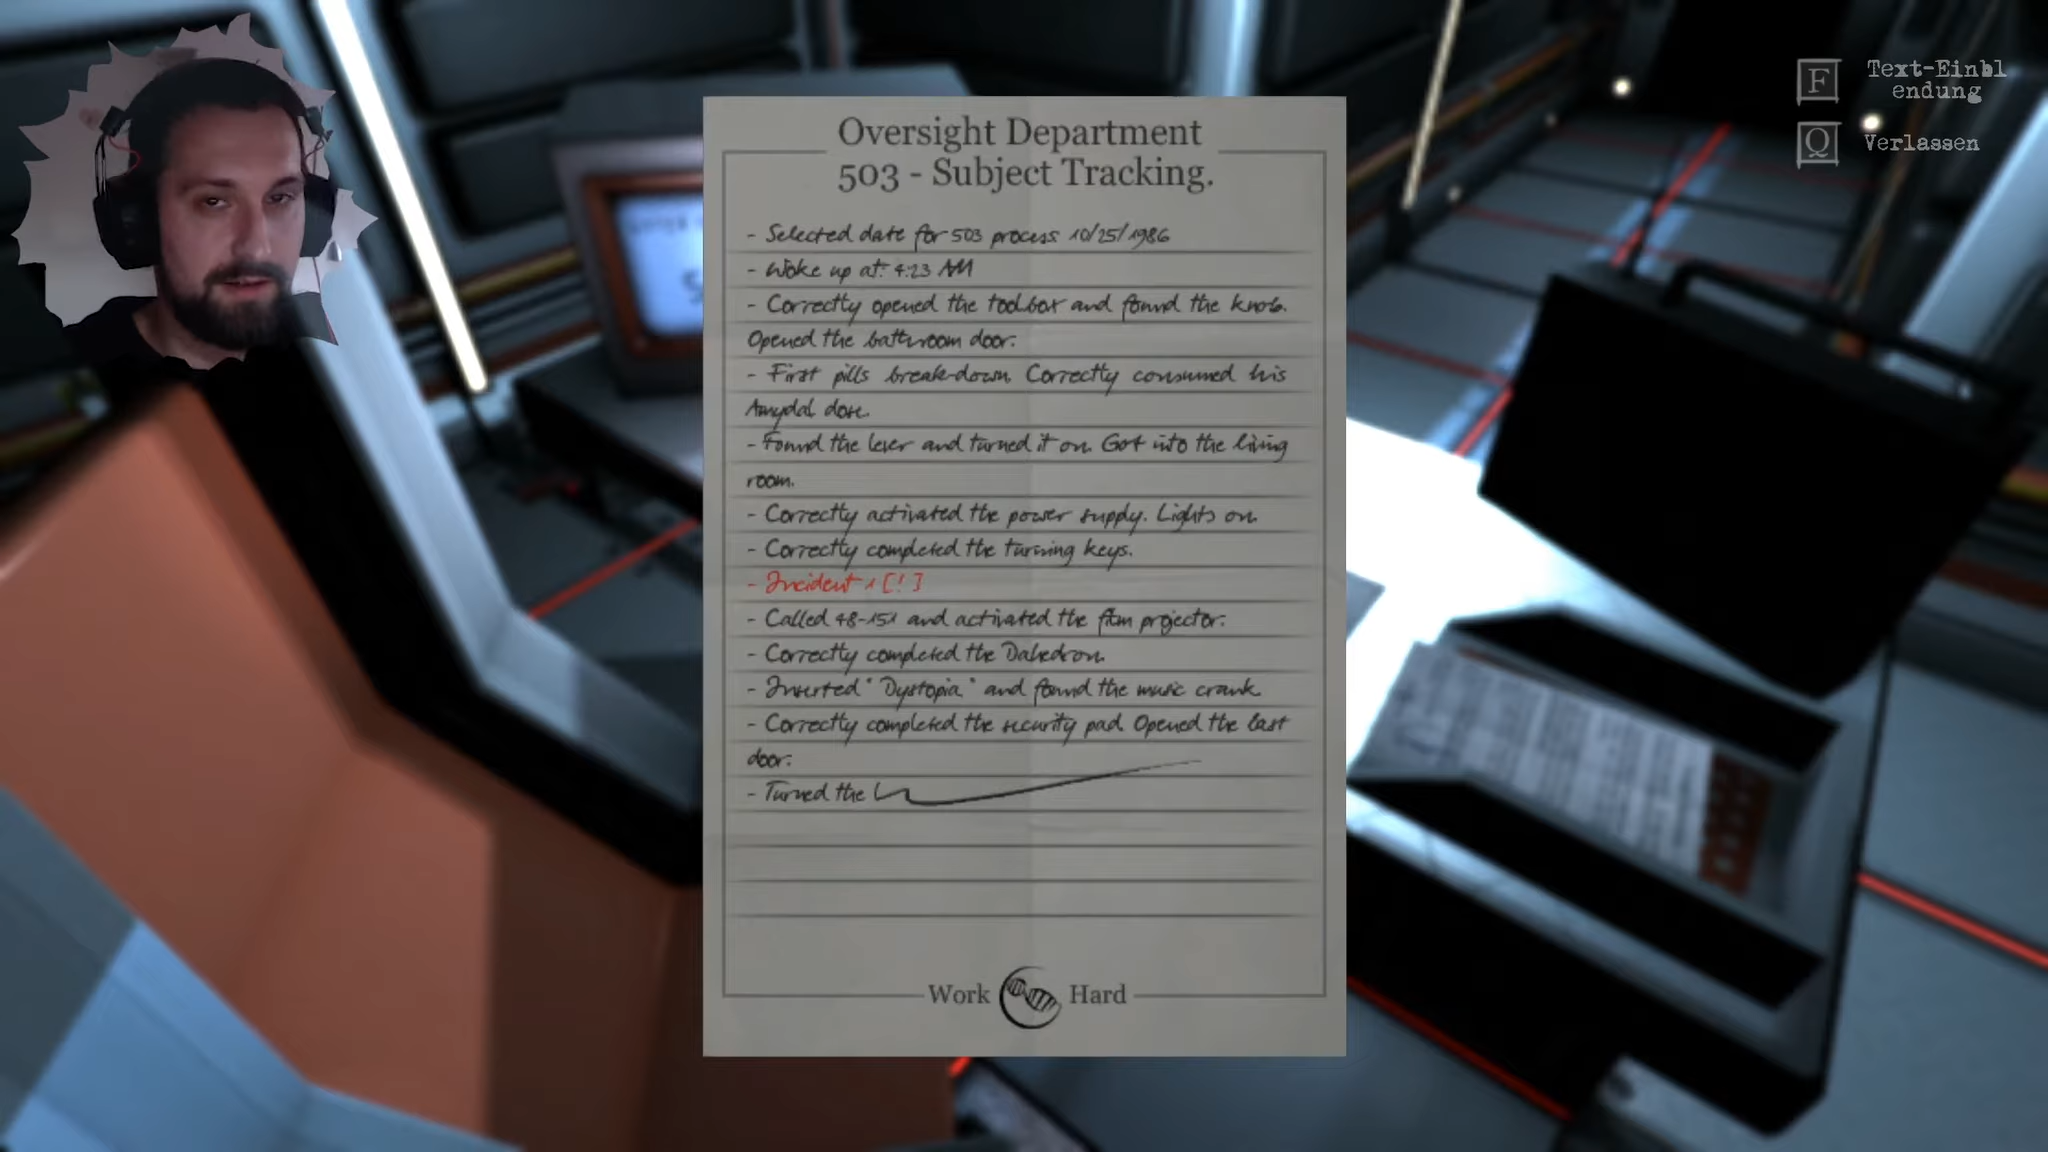 Oversight Department
503 - Subject Tracking.
- Selected date for 503 process 10/25/1986
- Woke up at: 4:23 AM
- Correctly opened the toolbox and found the knob.
Opened the bathroom door.
- First pills break-down. Correctly consumed his
Amydal dose.
- Found the lever and turned it on. Got into the living
room.
- Correctly activated the power supply. Lights on.
- Correctly completed the turning keys.
- Incident 1 [!]
- Called 48-151 and activated the film projector.
- Correctly completed the Dahedron.
- Inserted "Dystopia" and found the music crank.
- Correctly completed the security pad. Opened the last
door.
- Turned the
Work Hard
F Text-Einbl
endung
Q Verlassen